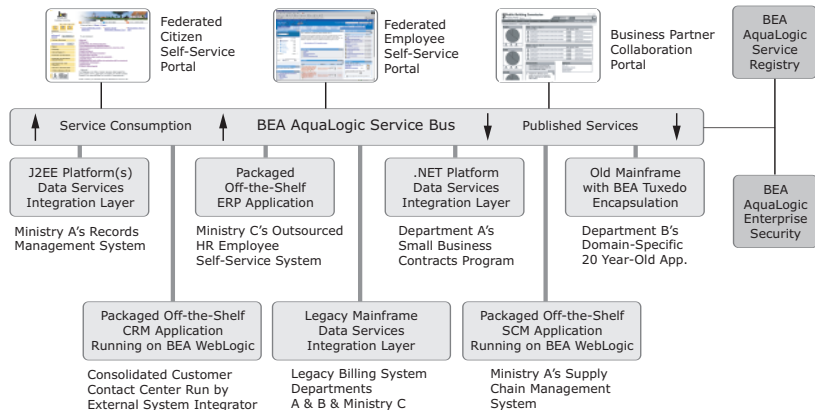 Federated
Citizen
Self-Service
Portal
Federated
Employee
Self-Service
Portal
Business Partner
Collaboration
Portal
BEA
AquaLogic
Service
Registry
Service Consumption
BEA AquaLogic Service Bus
Published Services
J2EE Platform(s)
Data Services
Integration Layer
Packaged
Off-the-Shelf
ERP Application
.NET Platform
Data Services
Integration Layer
Old Mainframe
with BEA Tuxedo
Encapsulation
BEA
AquaLogic
Enterprise
Security
Ministry A's Records
Management System
Ministry C's Outsourced
HR Employee
Self-Service System
Department A's
Small Business
Contracts Program
Department B's
Domain-Specific
20 Year-Old App.
Packaged Off-the-Shelf
CRM Application
Running on BEA WebLogic
Legacy Mainframe
Data Services
Integration Layer
Packaged Off-the-Shelf
SCM Application
Running on BEA WebLogic
Consolidated Customer
Contact Center Run by
External System Integrator
Legacy Billing System
Departments
A & B & Ministry C
Ministry A's Supply
Chain Management
System